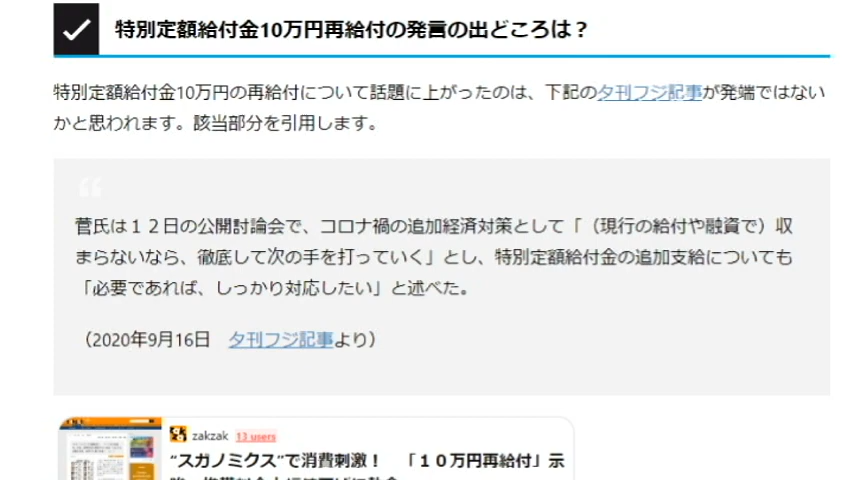 特別定額給付金10万円再給付の発言の出どころは？
特別定額給付金10万円の再給付について話題に上がったのは、下記の夕刊フジ記事が発端ではない
かと思われます。該当部分を引用します。
菅氏は１２日の公開討論会で、コロナ禍の追加経済対策として「（現行の給付や融資で）収
まらないなら、徹底して次の手を打っていく」とし、特別定額給付金の追加支給についても
「必要であれば、しっかり対応したい」と述べた。
（2020年9月16日　夕刊フジ記事より）
zakzak 13 users
“スガノミクス”で消費刺激！　「１０万円再給付」示